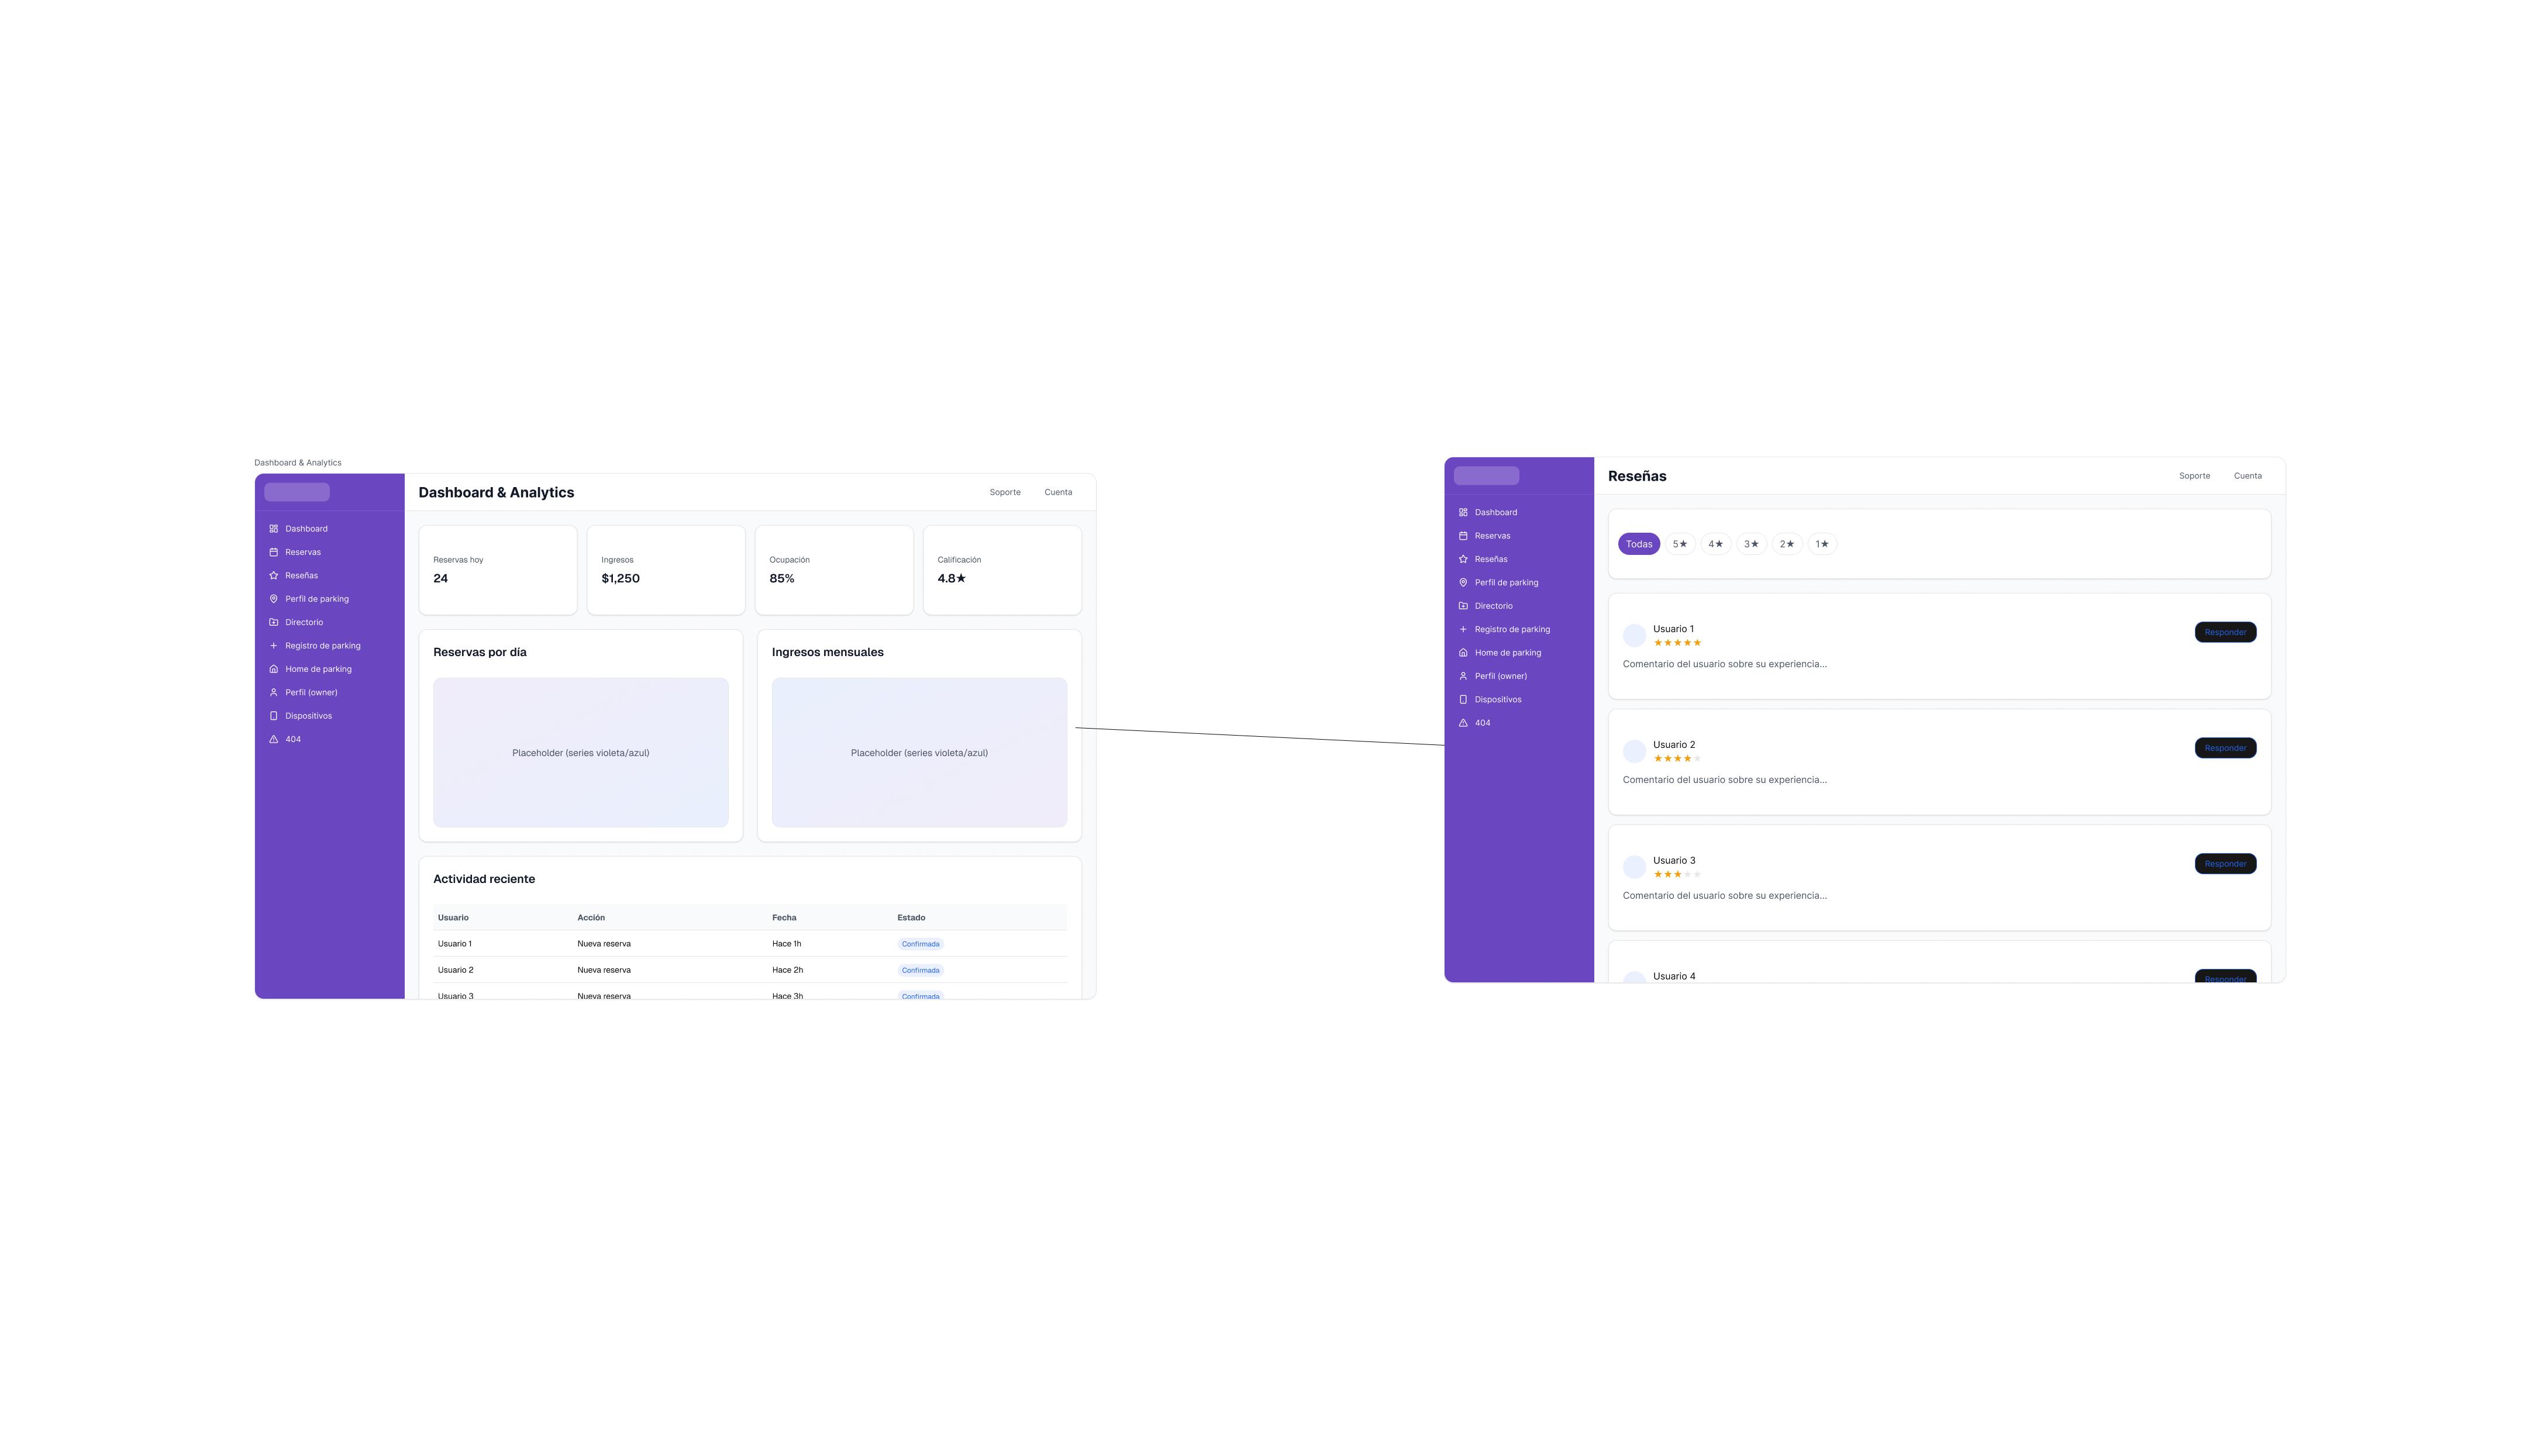 Dashboard & Analytics
Dashboard
Reservas
Reseñas
Perfil de parking
Directorio
Registro de parking
Home de parking
Perfil (owner)
Dispositivos
404
Dashboard & Analytics
Soporte Cuenta
Reservas hoy
24
Ingresos
$1,250
Ocupación
85%
Calificación
4.8★
Reservas por día
Placeholder (series violeta/azul)
Ingresos mensuales
Placeholder (series violeta/azul)
Actividad reciente
Usuario Acción Fecha Estado
Usuario 1 Nueva reserva Hace 1h Confirmada
Usuario 2 Nueva reserva Hace 2h Confirmada
Usuario 3 Nueva reserva Hace 3h Confirmada
Dashboard
Reservas
Reseñas
Perfil de parking
Directorio
Registro de parking
Home de parking
Perfil (owner)
Dispositivos
404
Reseñas
Soporte Cuenta
Todas 5★ 4★ 3★ 2★ 1★
Usuario 1
★★★★★
Responder
Comentario del usuario sobre su experiencia...
Usuario 2
★★★★★
Responder
Comentario del usuario sobre su experiencia...
Usuario 3
★★★★★
Responder
Comentario del usuario sobre su experiencia...
Usuario 4
Responder